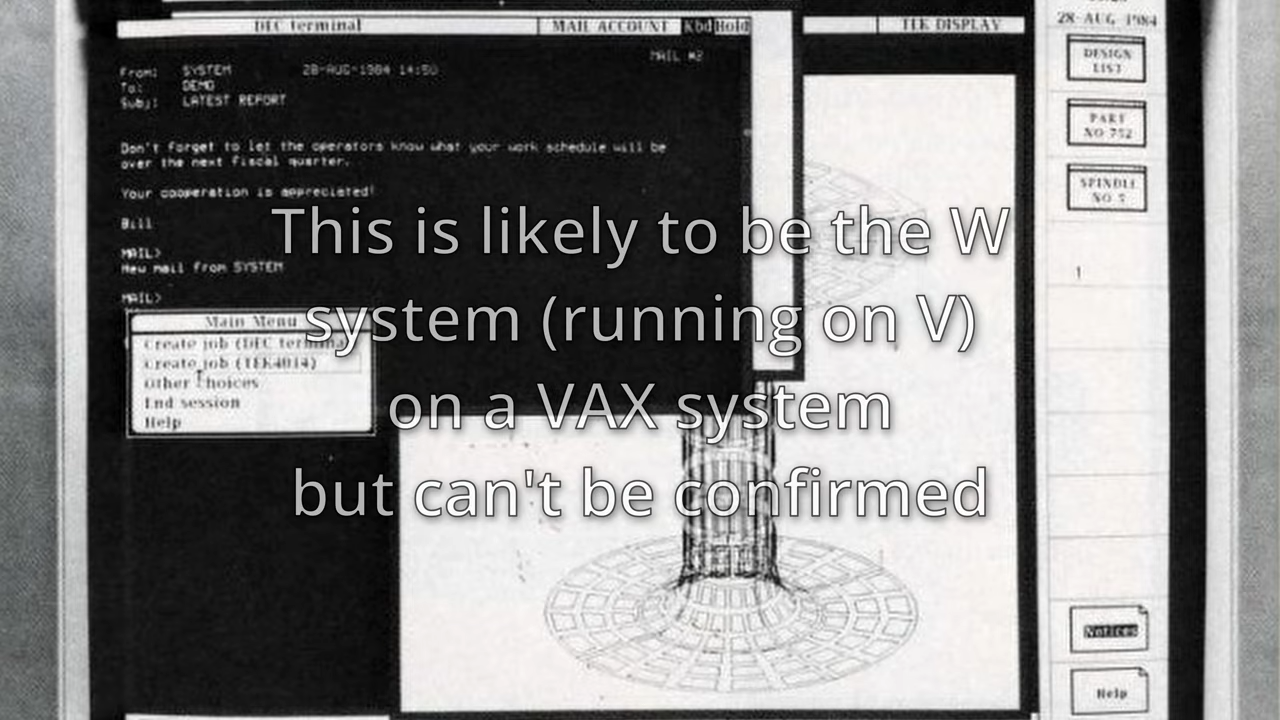 DEC terminal
MAIL ACCOUNT Kbd Hold
TEK DISPLAY
28-AUG-1984
MAIL #2
From: SYSTEM 28-AUG-1984 14:50
To: DEMO
Subj: LATEST REPORT
Don't forget to let the operators know what your work schedule will be
over the next fiscal quarter.
Your cooperation is appreciated!
Bill
MAIL>
New mail from SYSTEM
MAIL>
Main Menu
Create job (DEC terminal)
Create job (TEK4014)
Other Choices
End session
Help
DESIGN
LIST
PART
NO 752
SPINDLE
Notices
Help
This is likely to be the W
system (running on V)
on a VAX system
but can't be confirmed